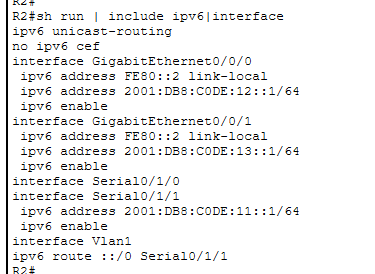 R2#
R2#sh run | include ipv6|interface
ipv6 unicast-routing
no ipv6 cef
interface GigabitEthernet0/0/0
 ipv6 address FE80::2 link-local
 ipv6 address 2001:DB8:C0DE:12::1/64
 ipv6 enable
interface GigabitEthernet0/0/1
 ipv6 address FE80::2 link-local
 ipv6 address 2001:DB8:C0DE:13::1/64
 ipv6 enable
interface Serial0/1/0
interface Serial0/1/1
 ipv6 address 2001:DB8:C0DE:11::1/64
 ipv6 enable
interface Vlan1
ipv6 route ::/0 Serial0/1/1
R2#